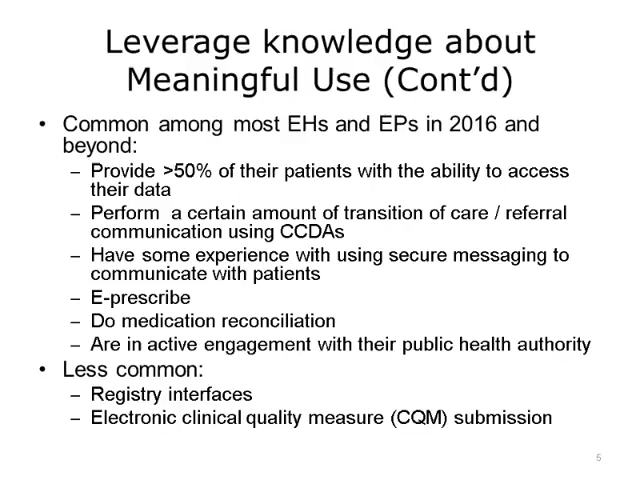 Leverage knowledge about
Meaningful Use (Cont’d)
• Common among most EHs and EPs in 2016 and
beyond:
– Provide >50% of their patients with the ability to access
their data
– Perform a certain amount of transition of care / referral
communication using CCDAs
– Have some experience with using secure messaging to
communicate with patients
– E-prescribe
– Do medication reconciliation
– Are in active engagement with their public health authority
• Less common:
– Registry interfaces
– Electronic clinical quality measure (CQM) submission
5